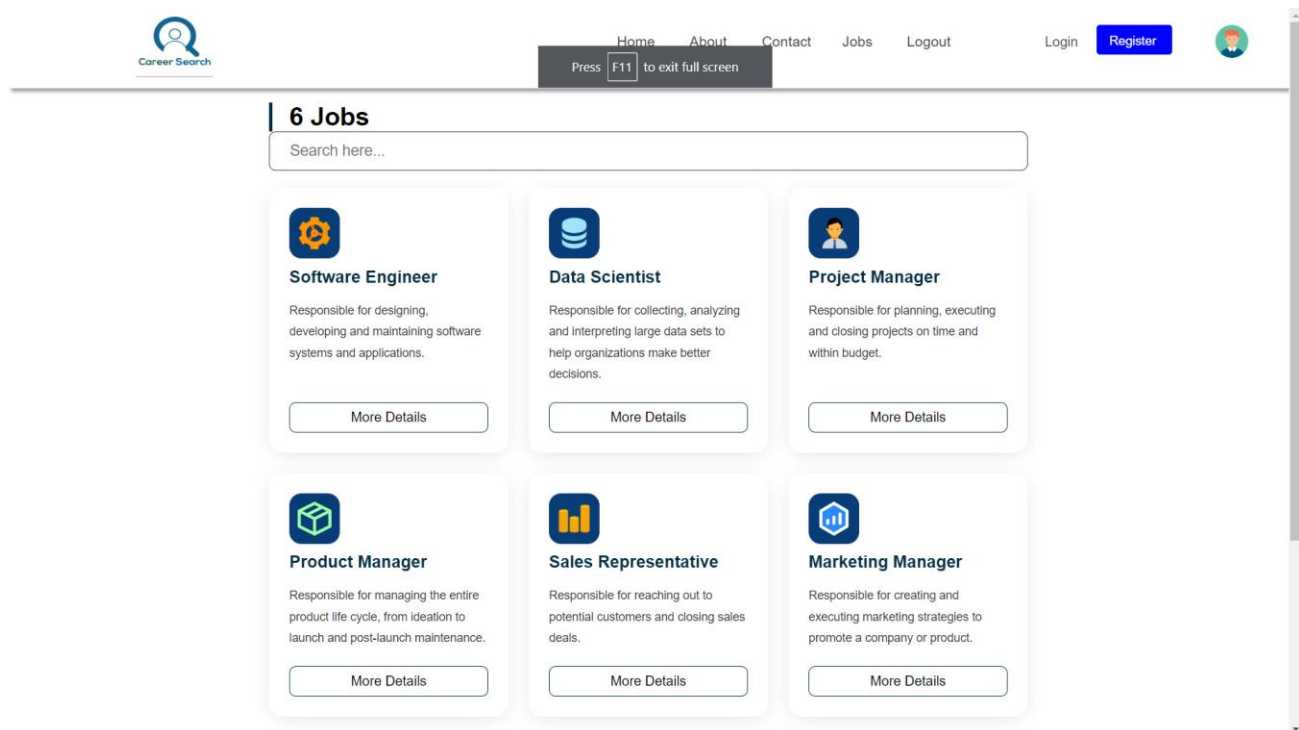 Career Search
Home About Contact Jobs Logout Login Register
Press F11 to exit full screen
6 Jobs
Search here...
Software Engineer
Responsible for designing,
developing and maintaining software
systems and applications.
More Details
Data Scientist
Responsible for collecting, analyzing
and interpreting large data sets to
help organizations make better
decisions.
More Details
Project Manager
Responsible for planning, executing
and closing projects on time and
within budget.
More Details
Product Manager
Responsible for managing the entire
product life cycle, from ideation to
launch and post-launch maintenance.
More Details
Sales Representative
Responsible for reaching out to
potential customers and closing sales
deals.
More Details
Marketing Manager
Responsible for creating and
executing marketing strategies to
promote a company or product.
More Details